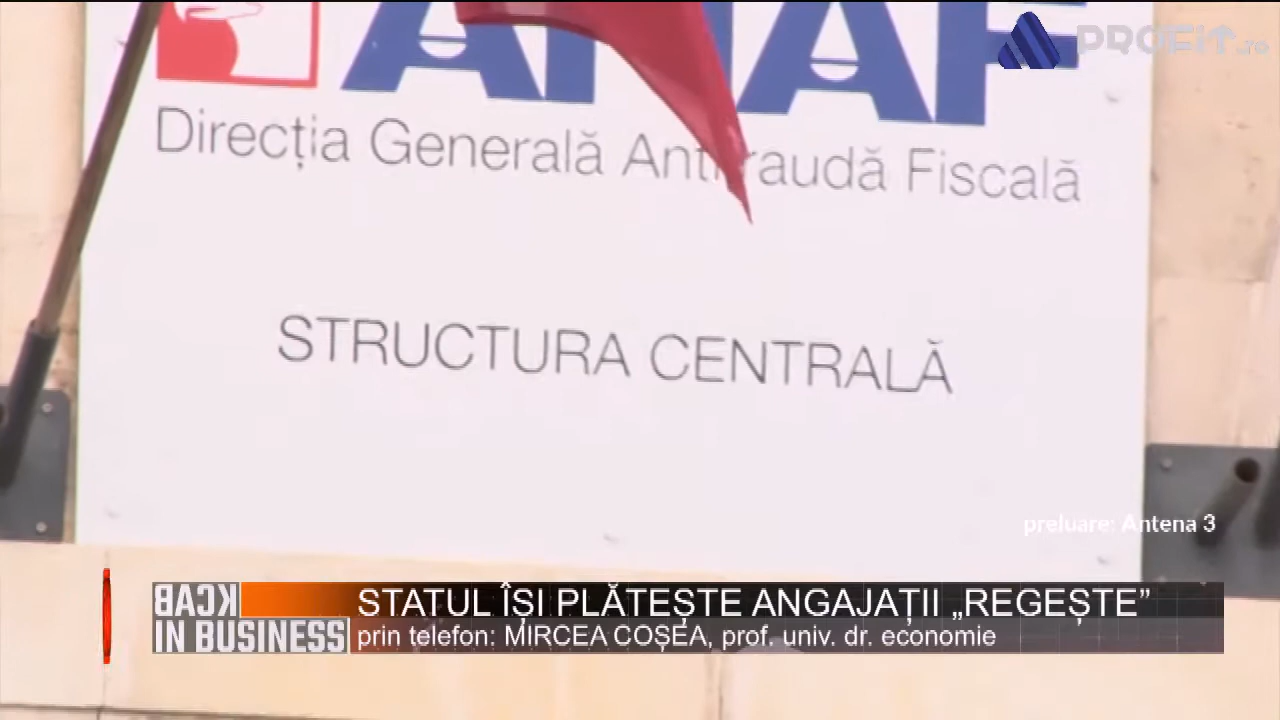 ANAF
PROFIT.ro
Direcția Generală Antifraudă Fiscală
STRUCTURA CENTRALĂ
preluare: Antena 3
BACK
IN BUSINESS
STATUL ÎȘI PLĂTEȘTE ANGAJAȚII „REGEȘTE”
prin telefon: MIRCEA COȘEA, prof. univ. dr. economie